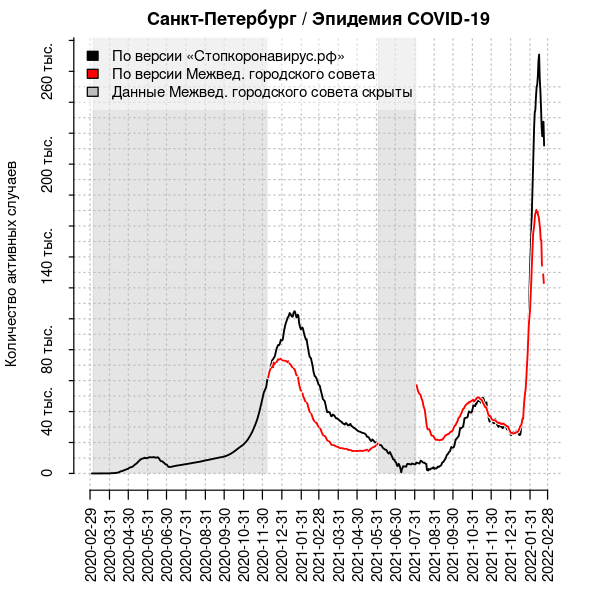 Санкт-Петербург / Эпидемия COVID-19
По версии «Стопкоронавирус.рф»
По версии Межвед. городского совета
Данные Межвед. городского совета скрыты
Количество активных случаев
260 тыс.
200 тыс.
140 тыс.
80 тыс.
40 тыс.
0
2020-02-29
2020-03-31
2020-04-30
2020-05-31
2020-06-30
2020-07-31
2020-08-31
2020-09-30
2020-10-31
2020-11-30
2020-12-31
2021-01-31
2021-02-28
2021-03-31
2021-04-30
2021-05-31
2021-06-30
2021-07-31
2021-08-31
2021-09-30
2021-10-31
2021-11-30
2021-12-31
2022-01-31
2022-02-28